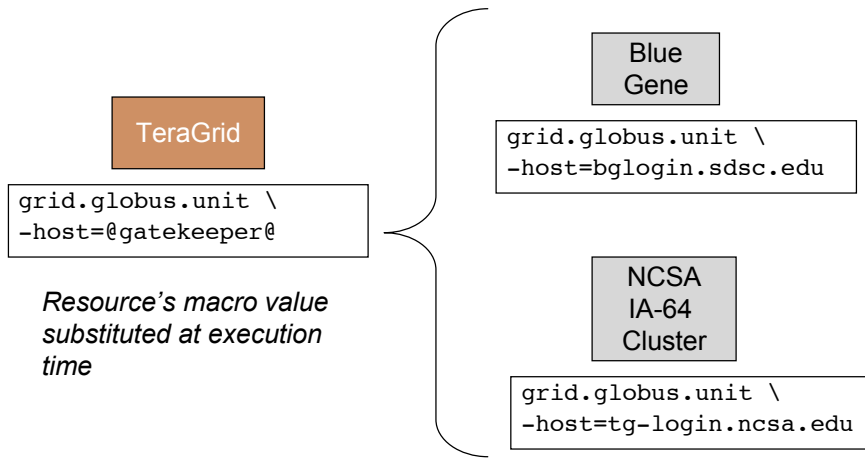 TeraGrid
grid.globus.unit \
-host=@gatekeeper@
Resource’s macro value
substituted at execution
time
Blue
Gene
grid.globus.unit \
-host=bglogin.sdsc.edu
NCSA
IA-64
Cluster
grid.globus.unit \
-host=tg-login.ncsa.edu